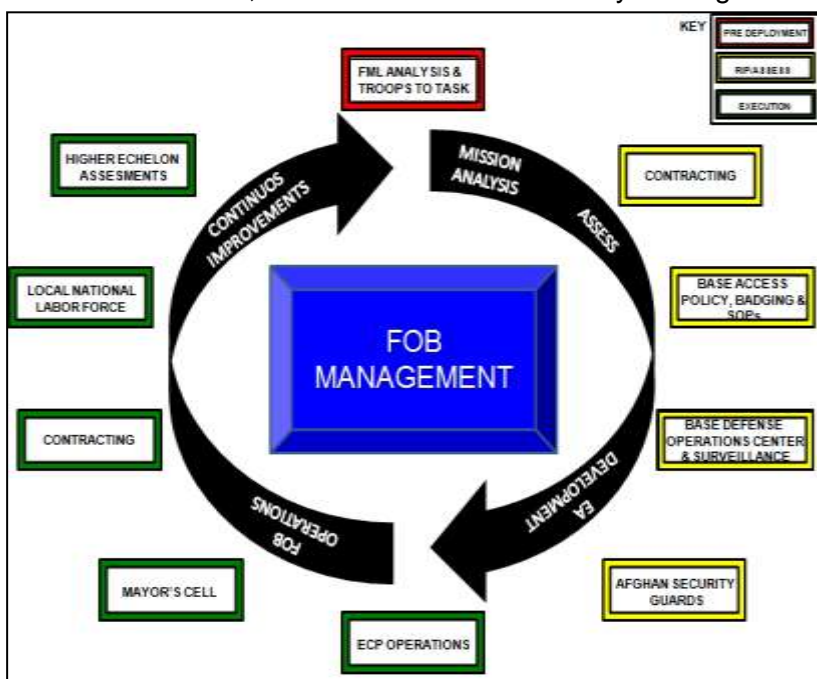 KEY
PRE DEPLOYMENT
RIP/ASSESS
EXECUTION
FML ANALYSIS &
TROOPS TO TASK
HIGHER ECHELON
ASSESMENTS
CONTINUOS
IMPROVEMENTS
MISSION
ANALYSIS
ASSESS
CONTRACTING
LOCAL NATIONAL
LABOR FORCE
BASE ACCESS
POLICY, BADGING &
SOPs
FOB
MANAGEMENT
CONTRACTING
BASE DEFENSE
OPERATIONS CENTER
& SURVEILLANCE
EA
DEVELOPMENT
FOB
OPERATIONS
MAYOR'S CELL
AFGHAN SECURITY
GUARDS
ECP OPERATIONS